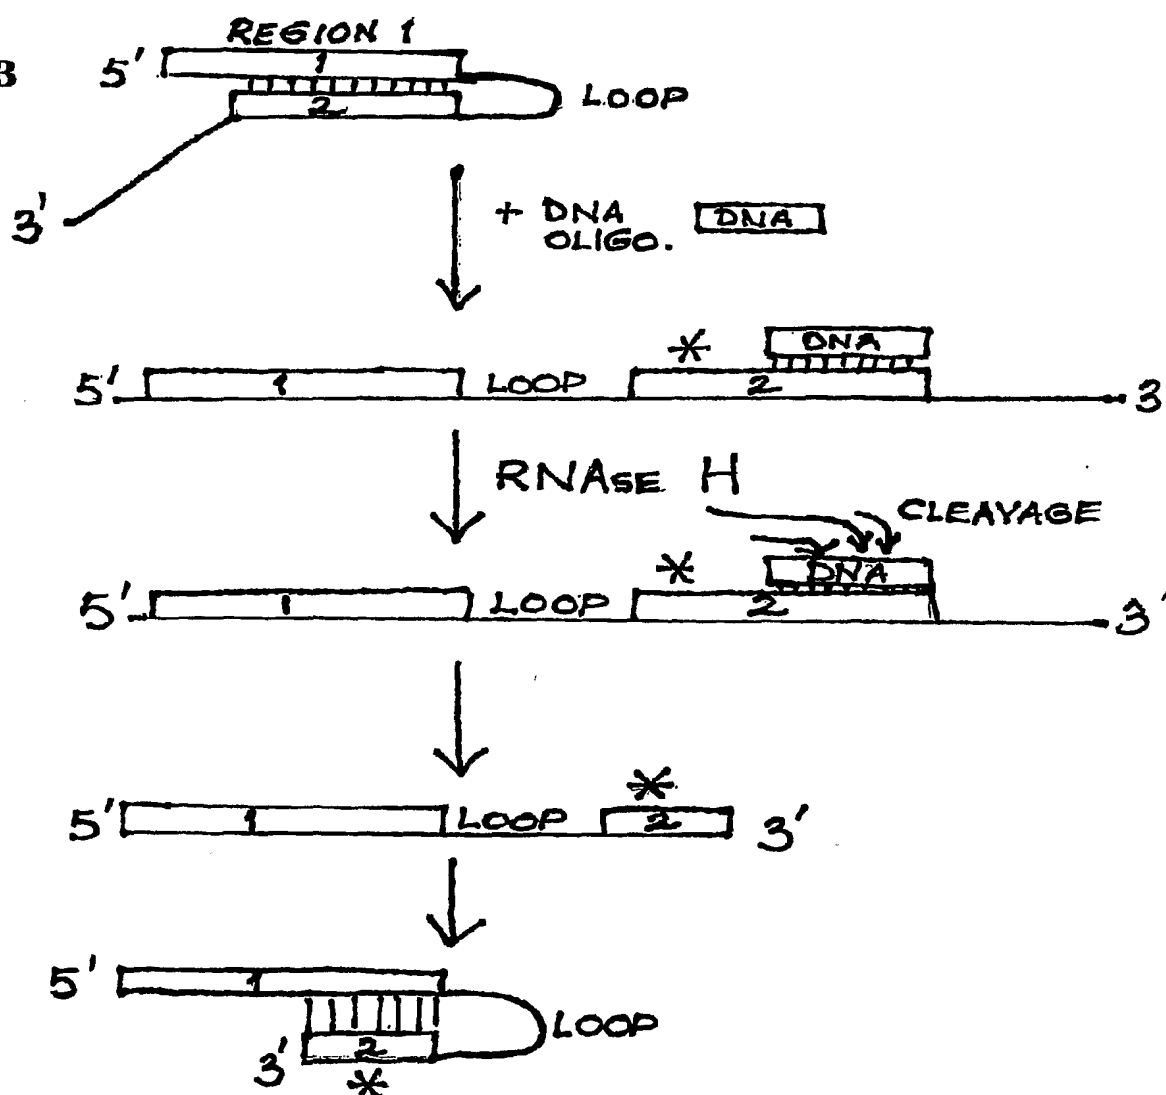 REGION 1
B 5' 1
LOOP
2
3'
+ DNA DNA
OLIGO.
* DNA
5' 1 LOOP 2 3
RNASE H
CLEAVAGE
* DNA
5' 1 LOOP 2 3'
*
5' 1 LOOP 2 3'
5' 1
LOOP
3' 2
*